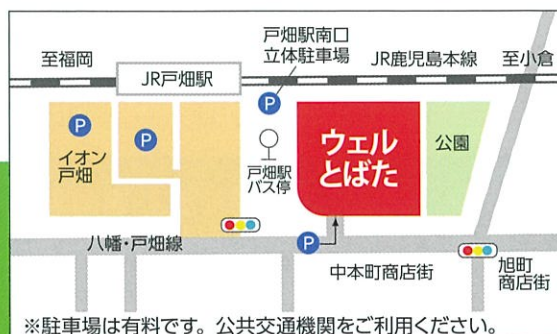 戸畑駅南口
立体駐車場
至福岡
JR鹿児島本線
至小倉
JR戸畑駅
P
P
P
イオン
戸畑
戸畑駅
バス停
ウェル
とばた
公園
八幡・戸畑線
P
中本町商店街
旭町
商店街
※駐車場は有料です。公共交通機関をご利用ください。